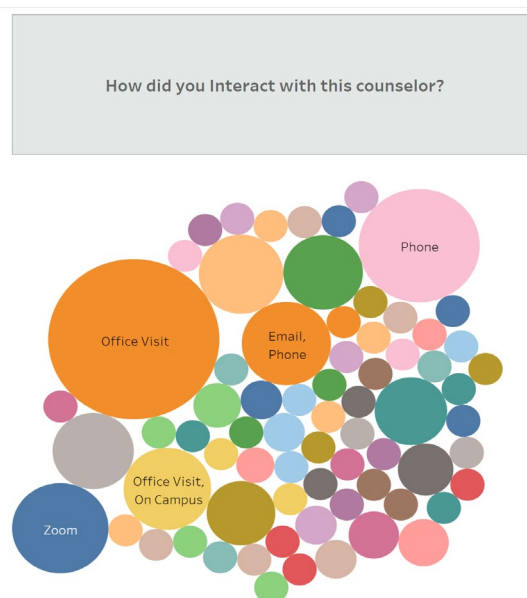 How did you Interact with this counselor?
Phone
Office Visit
Email,
Phone
Office Visit,
On Campus
Zoom